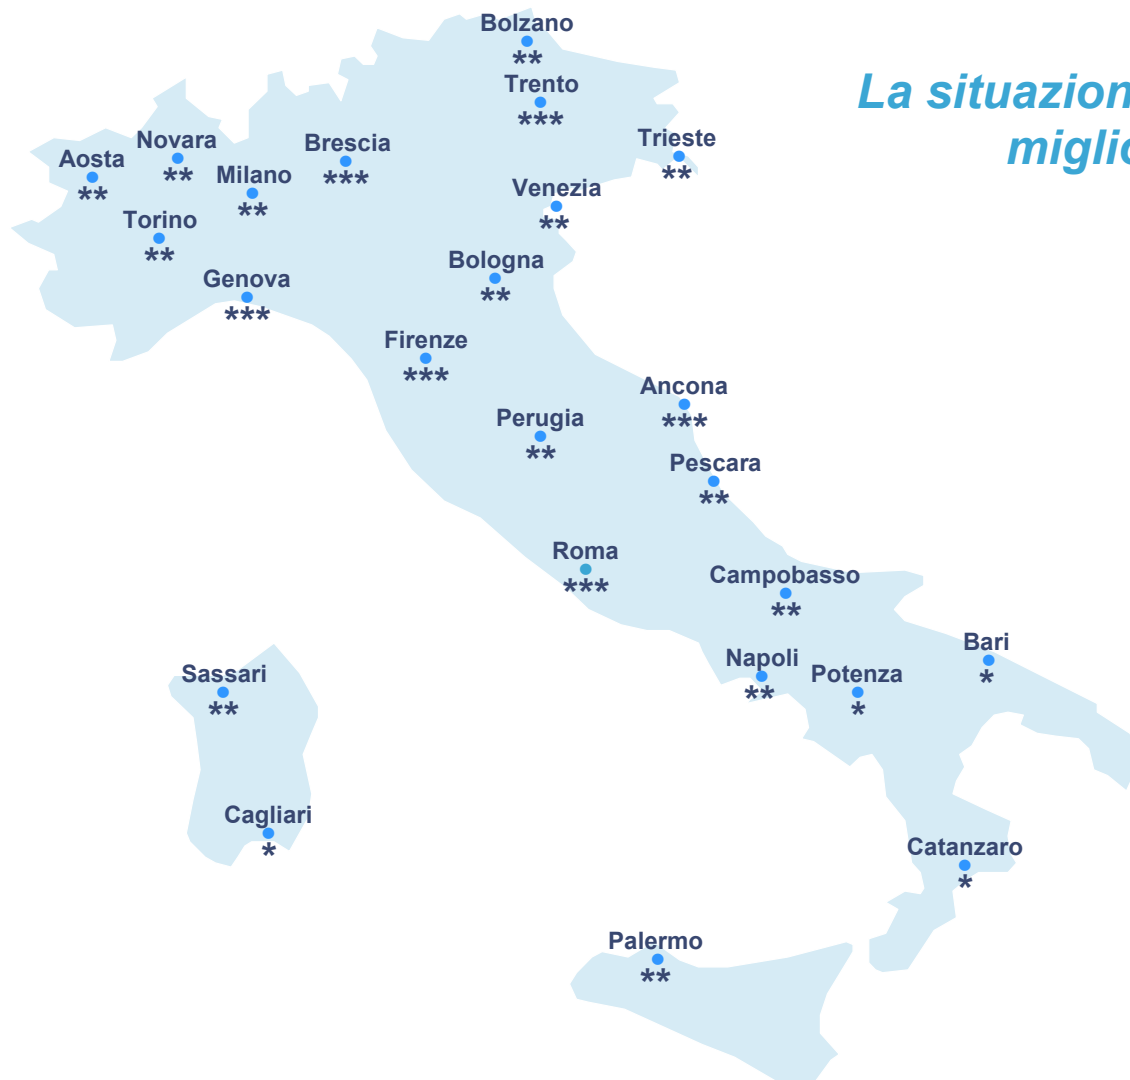 Bolzano
**
La situazion
miglio
Trento
***
Trieste
**
Novara
**
Brescia
***
Aosta
**
Milano
**
Venezia
**
Torino
**
Bologna
**
Genova
***
Firenze
***
Ancona
***
Perugia
**
Pescara
**
Roma
***
Campobasso
**
Bari
*
Napoli
**
Potenza
*
Sassari
**
Cagliari
*
Catanzaro
*
Palermo
**